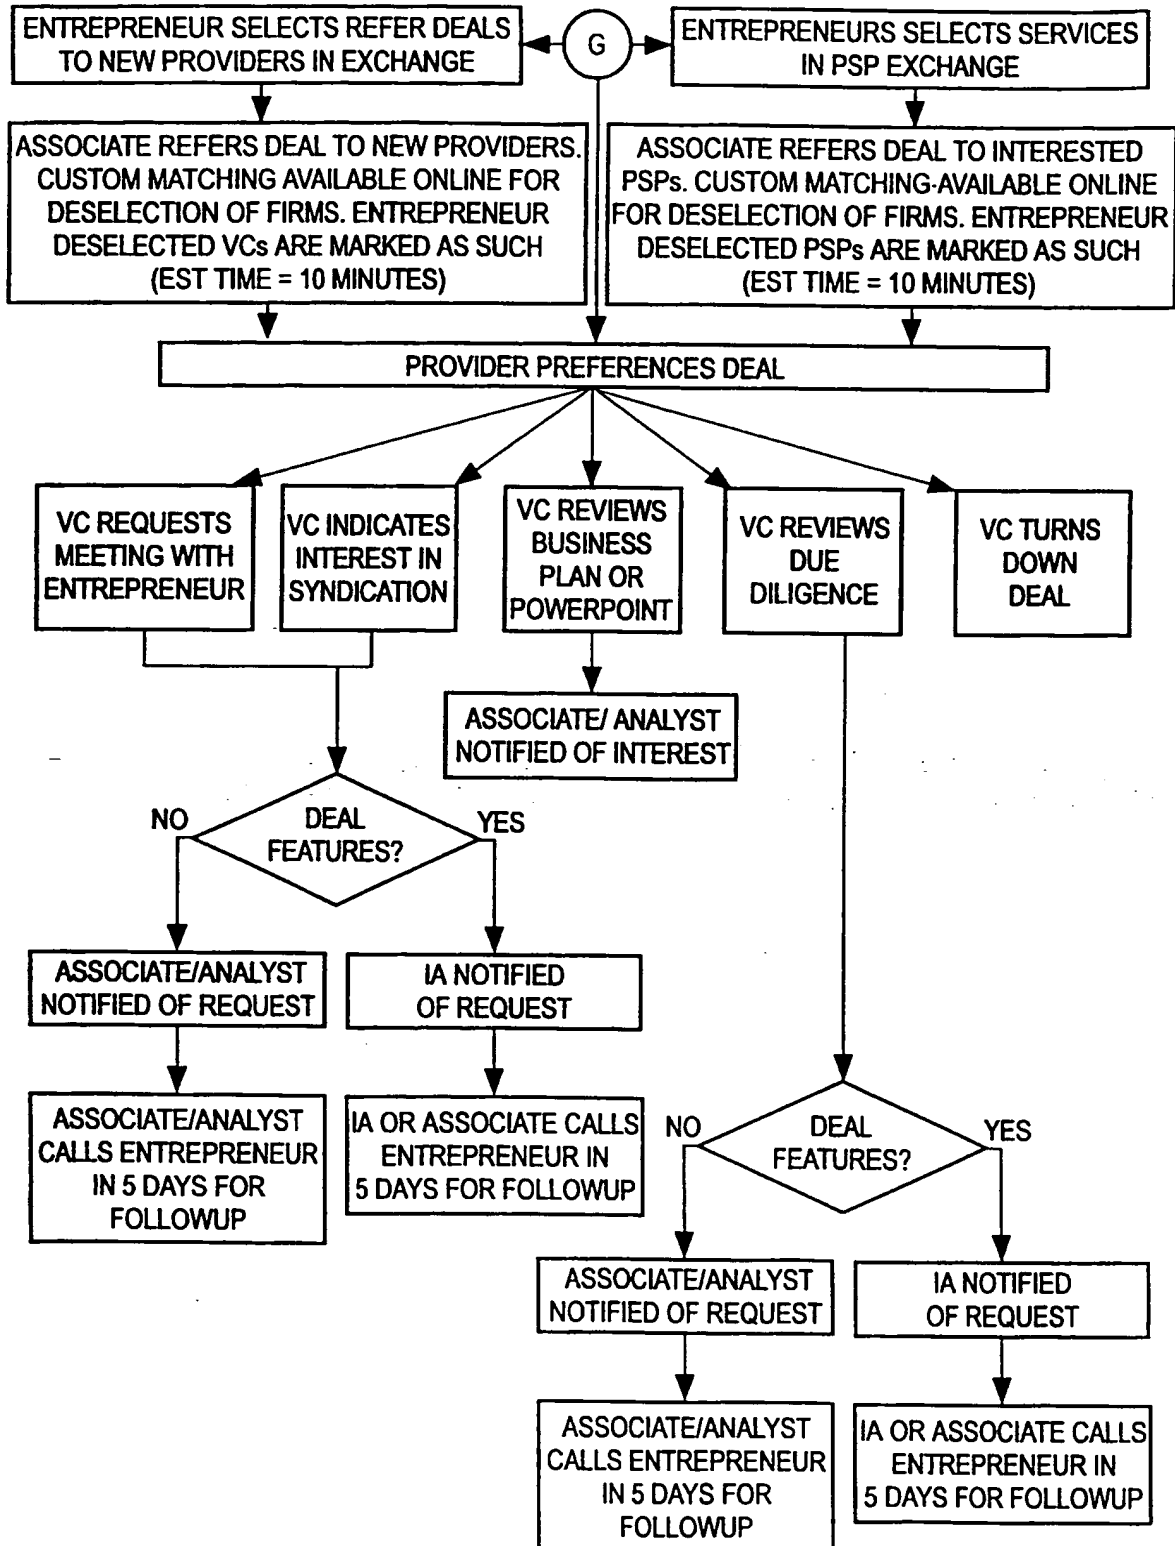 ENTREPRENEUR SELECTS REFER DEALS
TO NEW PROVIDERS IN EXCHANGE
G
ENTREPRENEURS SELECTS SERVICES
IN PSP EXCHANGE
ASSOCIATE REFERS DEAL TO NEW PROVIDERS.
CUSTOM MATCHING AVAILABLE ONLINE FOR
DESELECTION OF FIRMS. ENTREPRENEUR
DESELECTED VCs ARE MARKED AS SUCH
(EST TIME = 10 MINUTES)
ASSOCIATE REFERS DEAL TO INTERESTED
PSPs. CUSTOM MATCHING-AVAILABLE ONLINE
FOR DESELECTION OF FIRMS. ENTREPRENEUR
DESELECTED PSPs ARE MARKED AS SUCH
(EST TIME = 10 MINUTES)
PROVIDER PREFERENCES DEAL
VC REQUESTS
MEETING WITH
ENTREPRENEUR
VC INDICATES
INTEREST IN
SYNDICATION
VC REVIEWS
BUSINESS
PLAN OR
POWERPOINT
VC REVIEWS
DUE
DILIGENCE
VC TURNS
DOWN
DEAL
ASSOCIATE/ ANALYST
NOTIFIED OF INTEREST
NO
DEAL
FEATURES?
YES
ASSOCIATE/ANALYST
NOTIFIED OF REQUEST
IA NOTIFIED
OF REQUEST
ASSOCIATE/ANALYST
CALLS ENTREPRENEUR
IN 5 DAYS FOR
FOLLOWUP
IA OR ASSOCIATE CALLS
ENTREPRENEUR IN
5 DAYS FOR FOLLOWUP
NO
DEAL
FEATURES?
YES
ASSOCIATE/ANALYST
NOTIFIED OF REQUEST
IA NOTIFIED
OF REQUEST
ASSOCIATE/ANALYST
CALLS ENTREPRENEUR
IN 5 DAYS FOR
FOLLOWUP
IA OR ASSOCIATE CALLS
ENTREPRENEUR IN
5 DAYS FOR FOLLOWUP